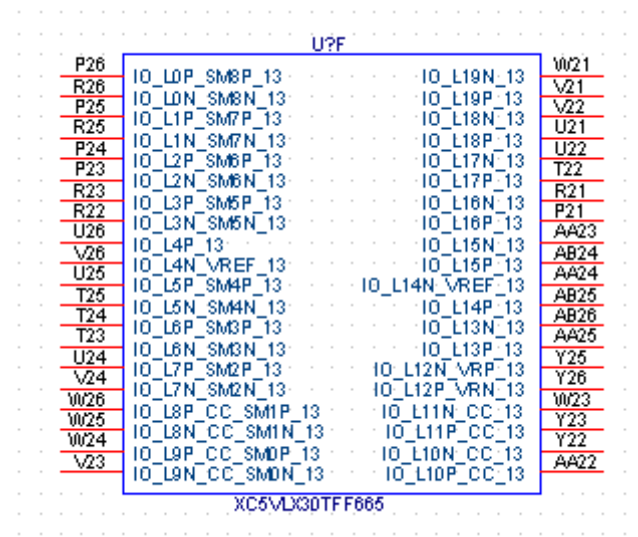 U?F
P26 IO_L0P_SM8P_13 IO_L19N_13 W21
R26 IO_L0N_SM8N_13 IO_L19P_13 V21
P25 IO_L1P_SM7P_13 IO_L18N_13 V22
R25 IO_L1N_SM7N_13 IO_L18P_13 U21
P24 IO_L2P_SM6P_13 IO_L17N_13 U22
P23 IO_L2N_SM6N_13 IO_L17P_13 T22
R23 IO_L3P_SM5P_13 IO_L16N_13 R21
R22 IO_L3N_SM5N_13 IO_L16P_13 P21
U26 IO_L4P_13 IO_L15N_13 AA23
V26 IO_L4N_VREF_13 IO_L15P_13 AB24
U25 IO_L5P_SM4P_13 IO_L14N_VREF_13 AA24
T25 IO_L5N_SM4N_13 IO_L14P_13 AB25
T24 IO_L6P_SM3P_13 IO_L13N_13 AB26
T23 IO_L6N_SM3N_13 IO_L13P_13 AA25
U24 IO_L7P_SM2P_13 IO_L12N_VRP_13 Y25
V24 IO_L7N_SM2N_13 IO_L12P_VRN_13 Y26
W26 IO_L8P_CC_SM1P_13 IO_L11N_CC_13 W23
W25 IO_L8N_CC_SM1N_13 IO_L11P_CC_13 Y23
W24 IO_L9P_CC_SM0P_13 IO_L10N_CC_13 Y22
V23 IO_L9N_CC_SM0N_13 IO_L10P_CC_13 AA22
XC5VLX30TFF665